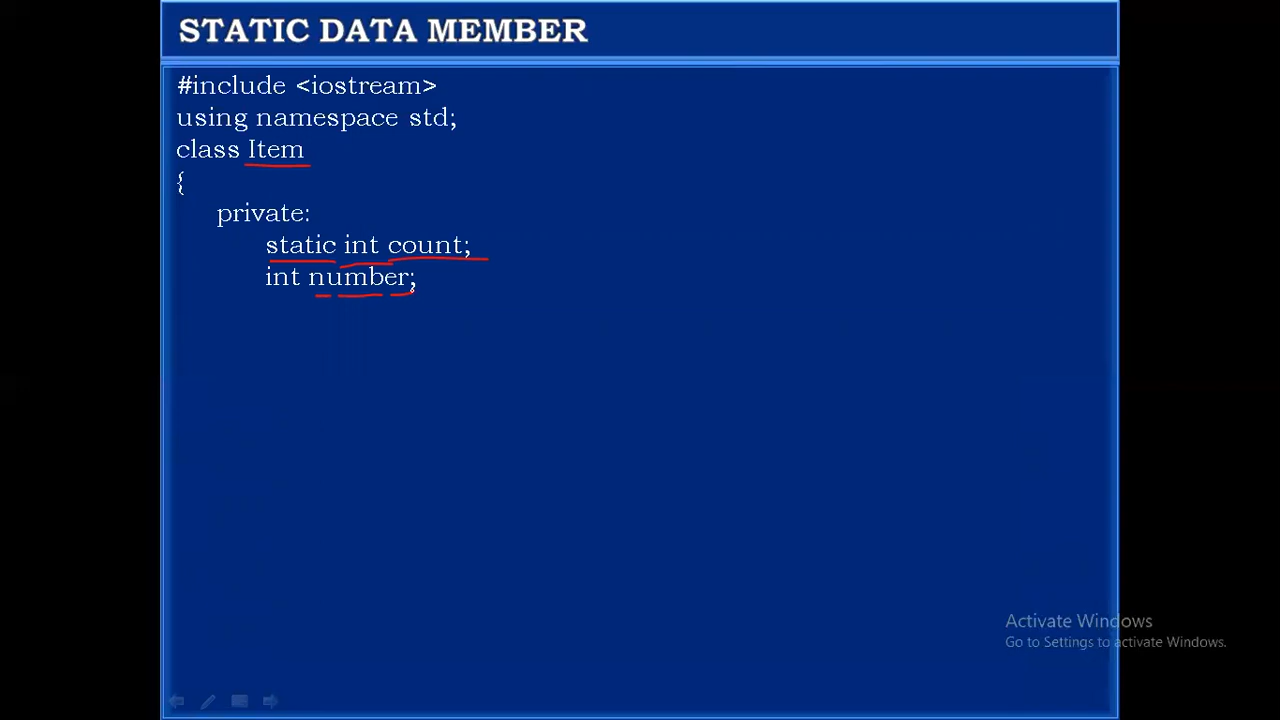 STATIC DATA MEMBER
#include <iostream>
using namespace std;
class Item
{
private:
static int count;
int number;
Activate Windows
Go to Settings to activate Windows.